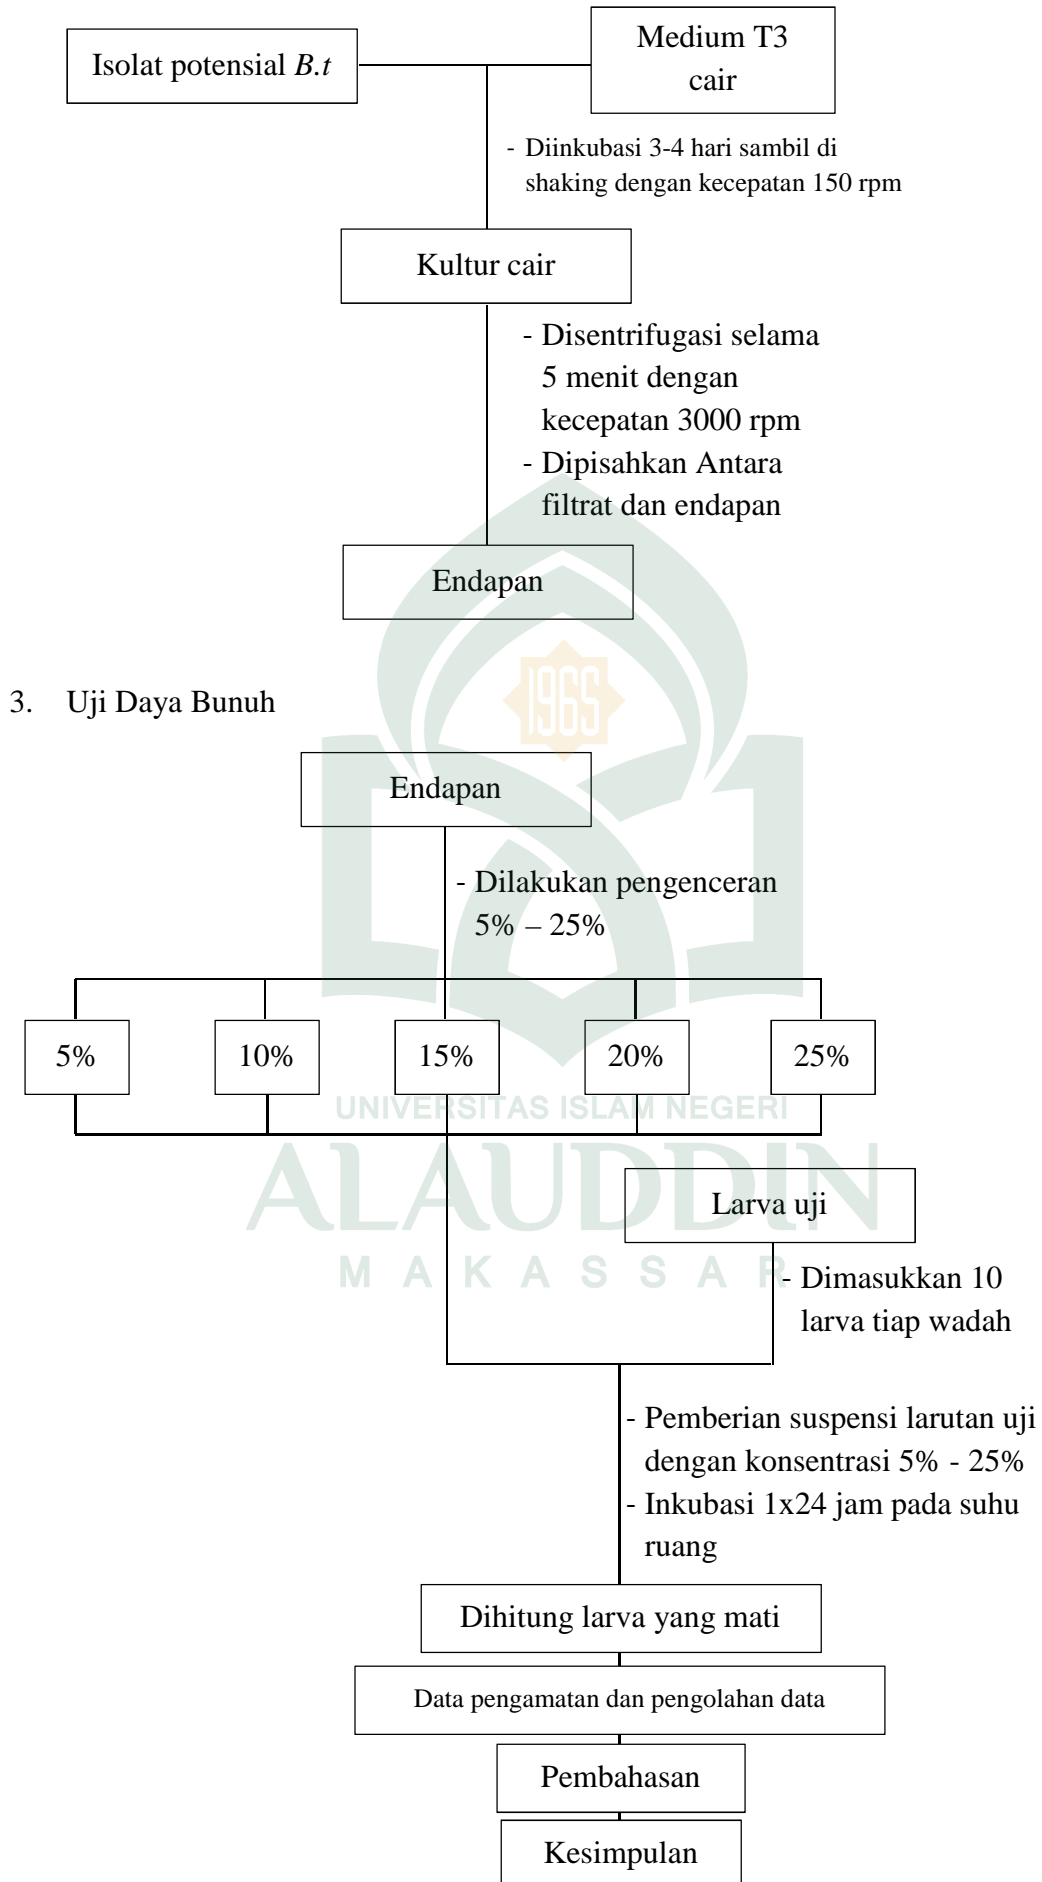 Isolat potensial B.t
Medium T3
cair
- Diinkubasi 3-4 hari sambil di
shaking dengan kecepatan 150 rpm
Kultur cair
- Disentrifugasi selama
5 menit dengan
kecepatan 3000 rpm
- Dipisahkan Antara
filtrat dan endapan
Endapan
1965
3. Uji Daya Bunuh
Endapan
- Dilakukan pengenceran
5% – 25%
5%
10%
15%
20%
25%
UNIVERSITAS ISLAM NEGERI
ALAUDDIN
MAKASSAR
Larva uji
- Dimasukkan 10
larva tiap wadah
- Pemberian suspensi larutan uji
dengan konsentrasi 5% - 25%
- Inkubasi 1x24 jam pada suhu
ruang
Dihitung larva yang mati
Data pengamatan dan pengolahan data
Pembahasan
Kesimpulan